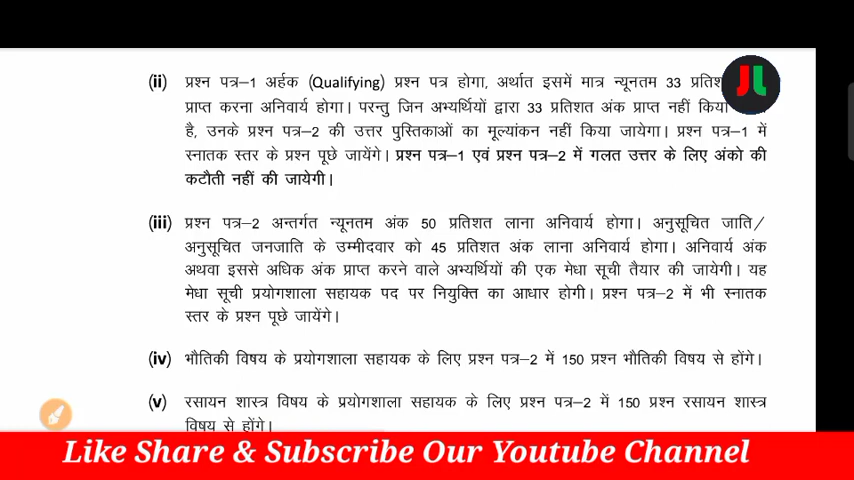 (ii) प्रश्न पत्र–1 अर्हक (Qualifying) प्रश्न पत्र होगा, अर्थात इसमें मात्र न्यूनतम 33
प्राप्त करना अनिवार्य होगा। परन्तु जिन अभ्यर्थियों द्वारा 33 प्रतिशत अंक प्राप्त नहीं किया
है, उनके प्रश्न पत्र–2 की उत्तर पुस्तिकाओं का मूल्यांकन नहीं किया जायेगा। प्रश्न पत्र–1 में
स्नातक स्तर के प्रश्न पूछे जायेंगे। प्रश्न पत्र–1 एवं प्रश्न पत्र–2 में गलत उत्तर के लिए अंको की
कटौती नहीं की जायेगी।
(iii) प्रश्न पत्र–2 अन्तर्गत न्यूनतम अंक 50 प्रतिशत लाना अनिवार्य होगा। अनुसूचित जाति/
अनुसूचित जनजाति के उम्मीदवार को 45 प्रतिशत अंक लाना अनिवार्य होगा। अनिवार्य अंक
अथवा इससे अधिक अंक प्राप्त करने वाले अभ्यर्थियों की एक मेधा सूची तैयार की जायेगी। यह
मेधा सूची प्रयोगशाला सहायक पद पर नियुक्ति का आधार होगी। प्रश्न पत्र–2 में भी स्नातक
स्तर के प्रश्न पूछे जायेंगे।
(iv) भौतिकी विषय के प्रयोगशाला सहायक के लिए प्रश्न पत्र–2 में 150 प्रश्न भौतिकी विषय से होंगे।
(v) रसायन शास्त्र विषय के प्रयोगशाला सहायक के लिए प्रश्न पत्र–2 में 150 प्रश्न रसायन शास्त्र
विषय से होंगे।
Like Share & Subscribe Our Youtube Channel